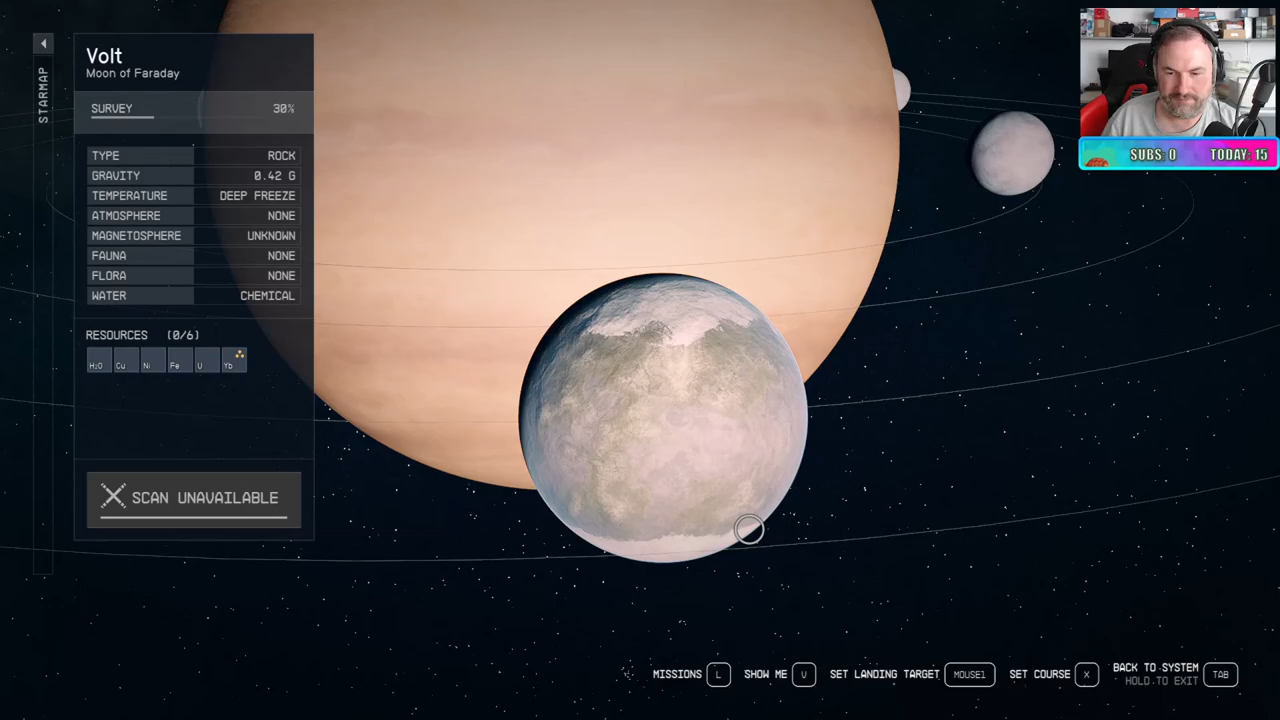 STARMAP
Volt
Moon of Faraday
SURVEY 30%
TYPE ROCK
GRAVITY 0.42 G
TEMPERATURE DEEP FREEZE
ATMOSPHERE NONE
MAGNETOSPHERE UNKNOWN
FAUNA NONE
FLORA NONE
WATER CHEMICAL
RESOURCES (0/6)
H2O Cu Ni Fe U Yb
SCAN UNAVAILABLE
SUBS: 0 TODAY: 15
MISSIONS L SHOW ME V SET LANDING TARGET MOUSE1 SET COURSE X BACK TO SYSTEM TAB
HOLD TO EXIT